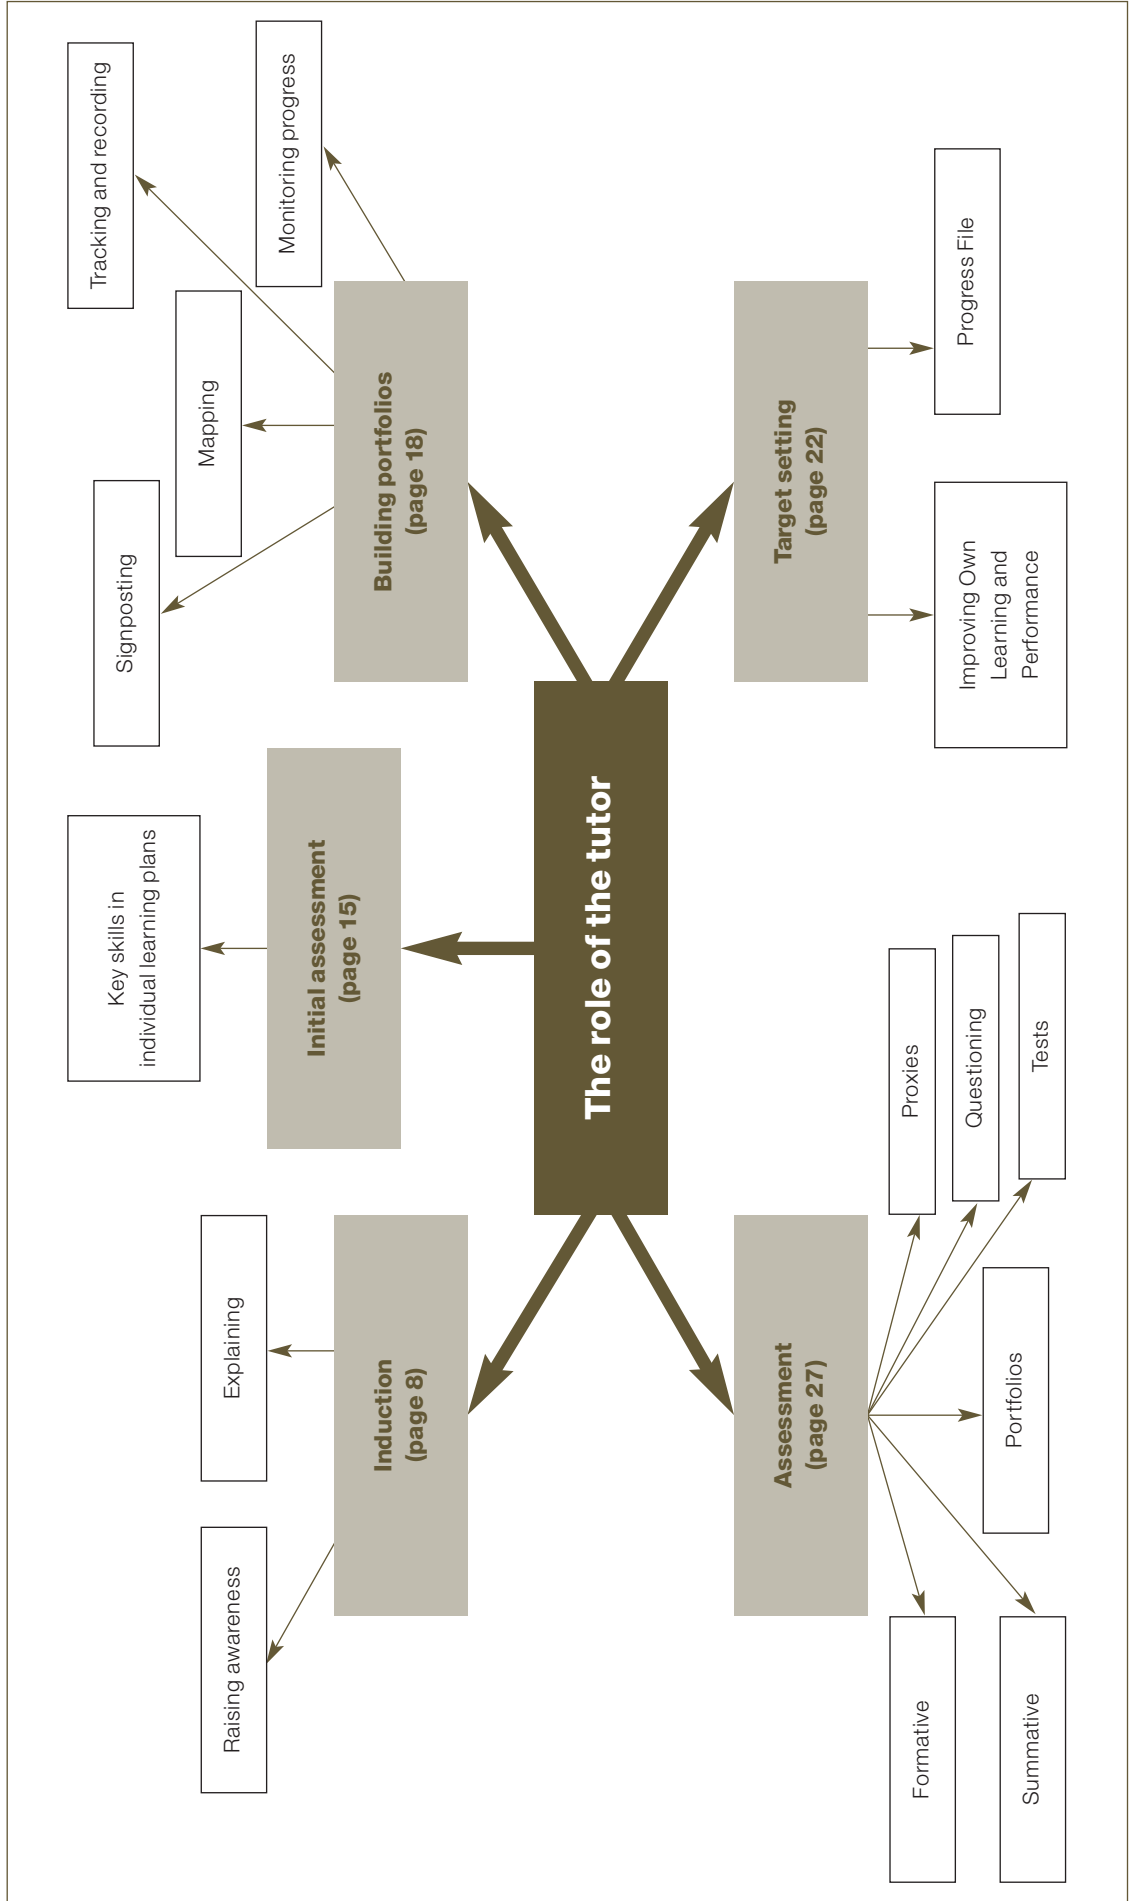 The role of the tutor
Induction
(page 8)
Raising awareness
Explaining
Initial assessment
(page 15)
Key skills in
individual learning plans
Building portfolios
(page 18)
Signposting
Mapping
Tracking and recording
Monitoring progress
Target setting
(page 22)
Improving Own
Learning and
Performance
Progress File
Assessment
(page 27)
Formative
Summative
Portfolios
Proxies
Questioning
Tests